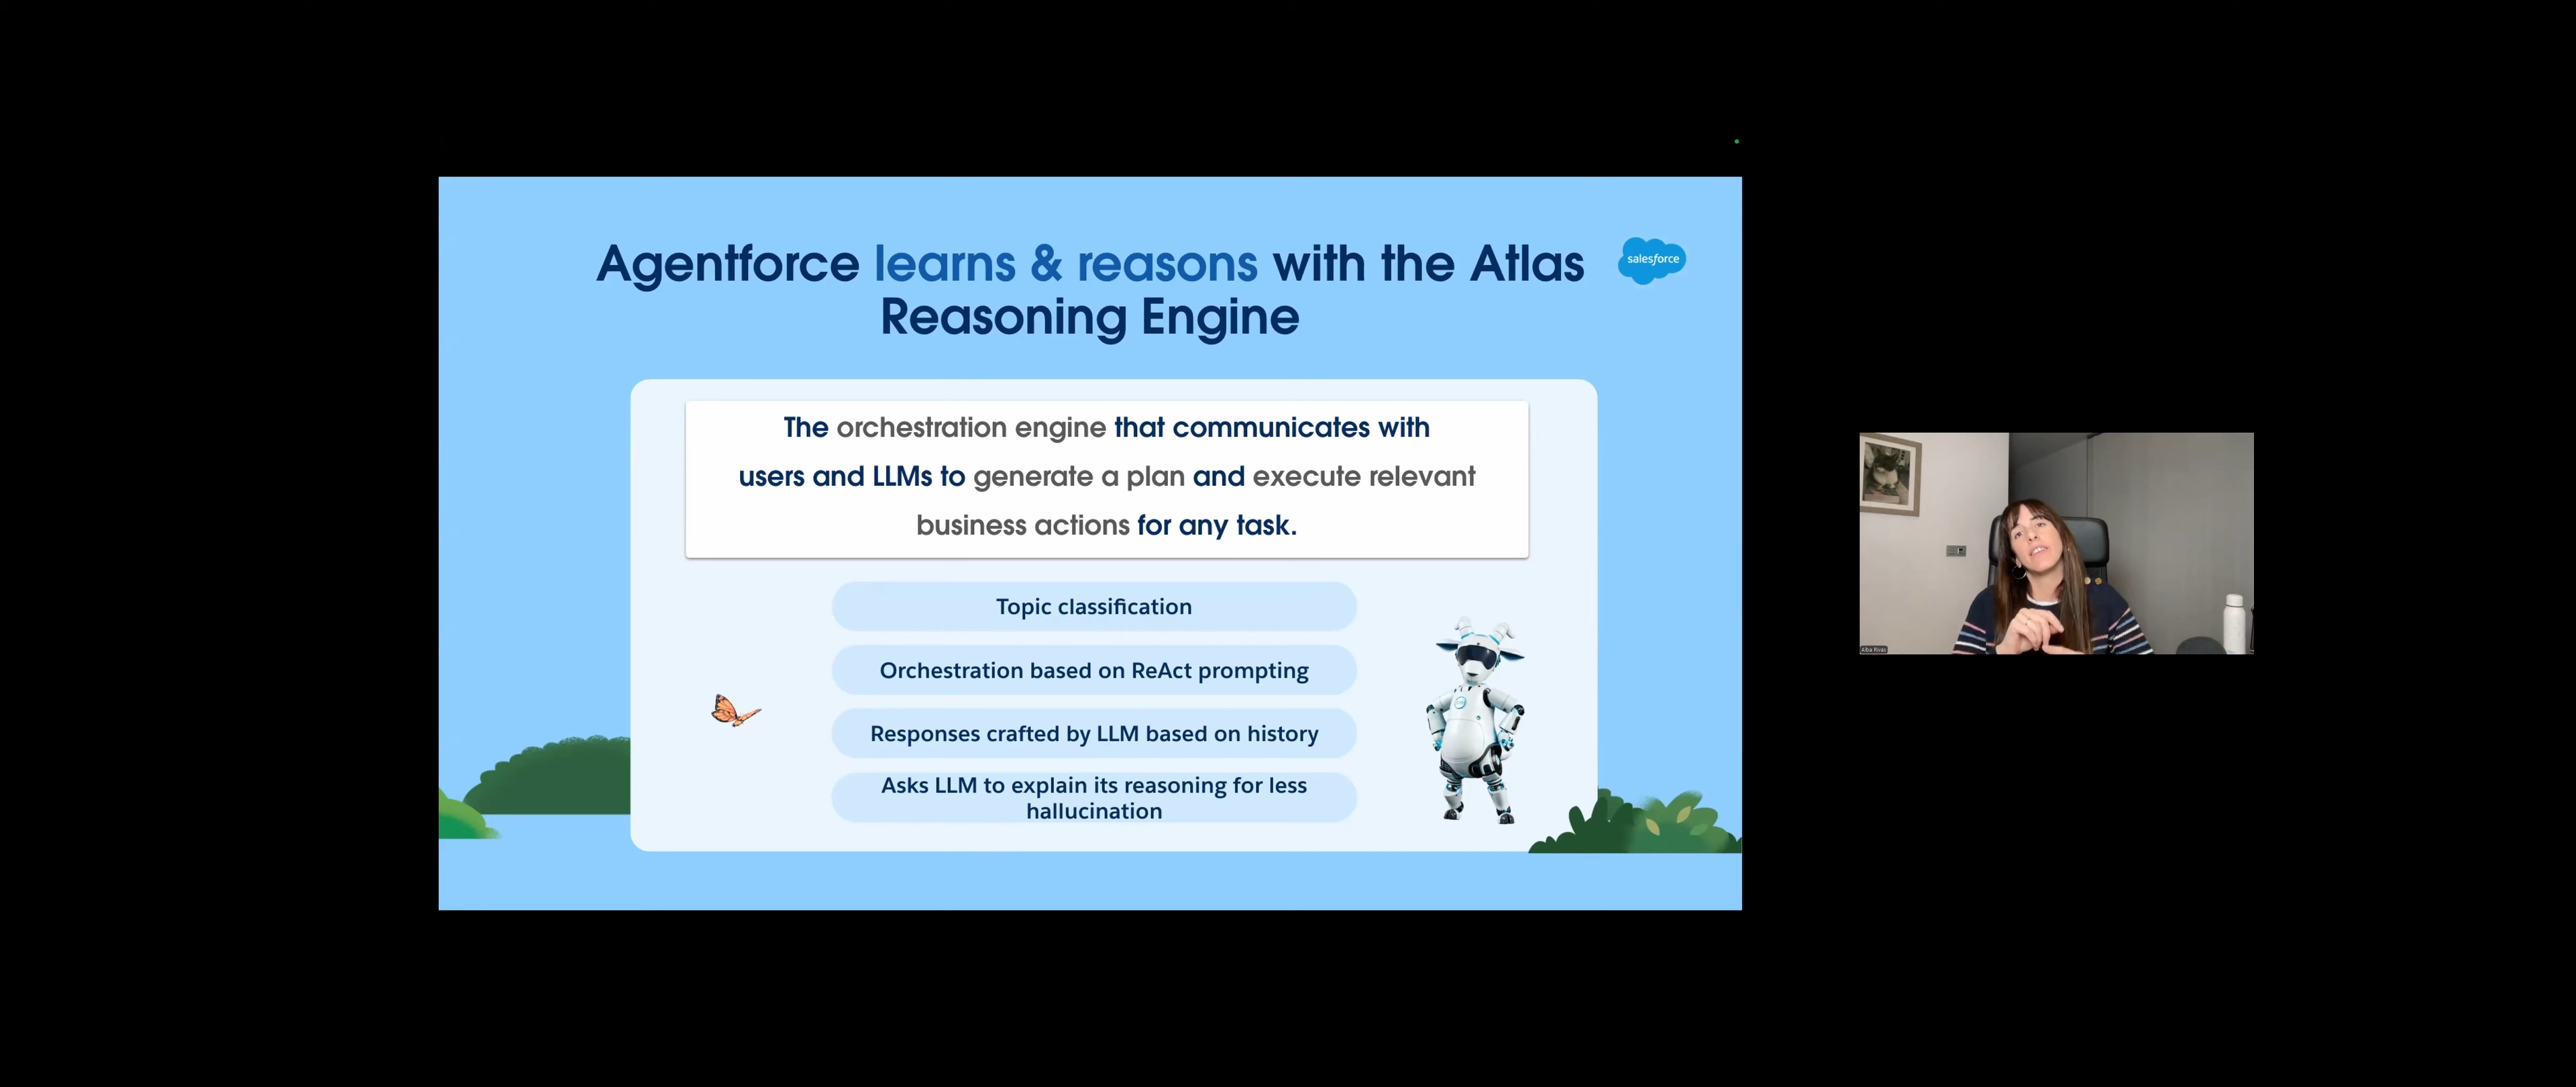 Agentforce learns & reasons with the Atlas
Reasoning Engine
salesforce
The orchestration engine that communicates with
users and LLMs to generate a plan and execute relevant
business actions for any task.
Topic classification
Orchestration based on ReAct prompting
Responses crafted by LLM based on history
Asks LLM to explain its reasoning for less
hallucination
Alba Rivas